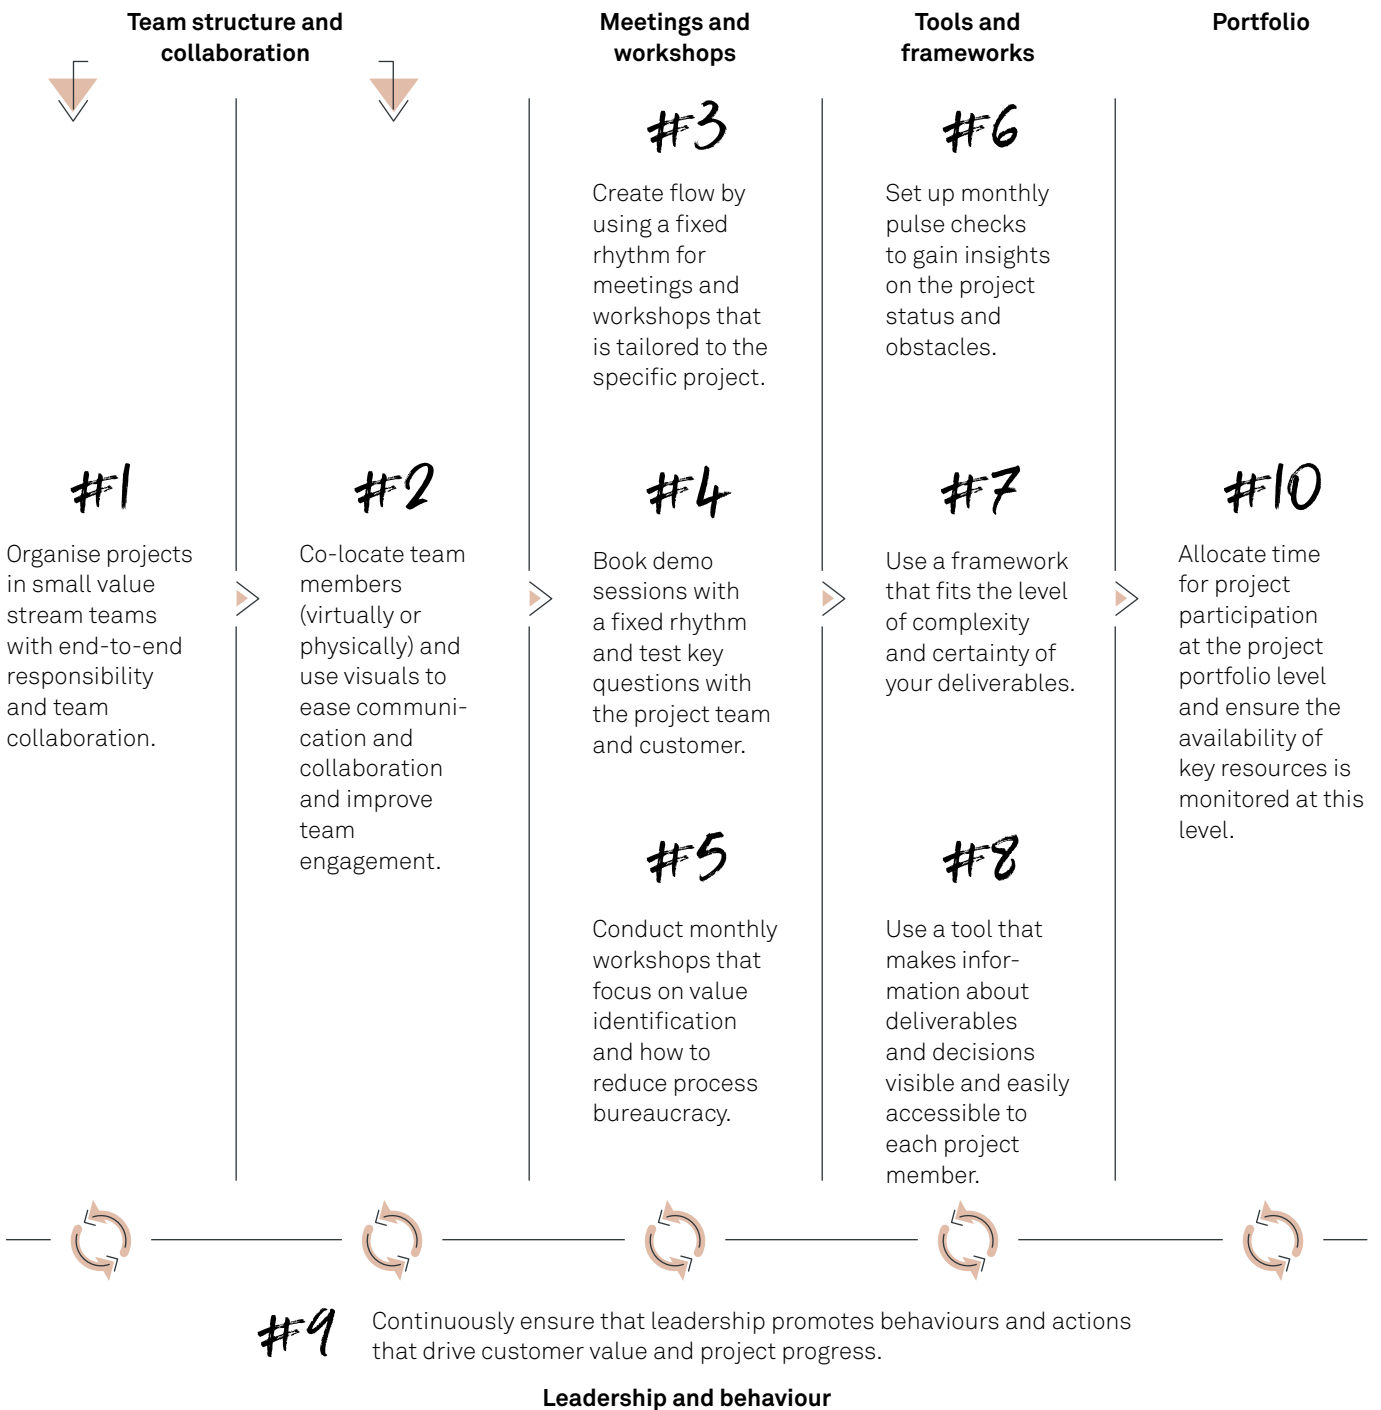 Team structure and
collaboration
Meetings and
workshops
Tools and
frameworks
Portfolio
#1
Organise projects
in small value
stream teams
with end-to-end
responsibility
and team
collaboration.
#2
Co-locate team
members
(virtually or
physically) and
use visuals to
ease communi-
cation and
collaboration
and improve
team
engagement.
#3
Create flow by
using a fixed
rhythm for
meetings and
workshops that
is tailored to the
specific project.
#4
Book demo
sessions with
a fixed rhythm
and test key
questions with
the project team
and customer.
#5
Conduct monthly
workshops that
focus on value
identification
and how to
reduce process
bureaucracy.
#6
Set up monthly
pulse checks
to gain insights
on the project
status and
obstacles.
#7
Use a framework
that fits the level
of complexity
and certainty of
your deliverables.
#8
Use a tool that
makes infor-
mation about
deliverables
and decisions
visible and easily
accessible to
each project
member.
#10
Allocate time
for project
participation
at the project
portfolio level
and ensure the
availability of
key resources is
monitored at this
level.
#9
Continuously ensure that leadership promotes behaviours and actions
that drive customer value and project progress.
Leadership and behaviour